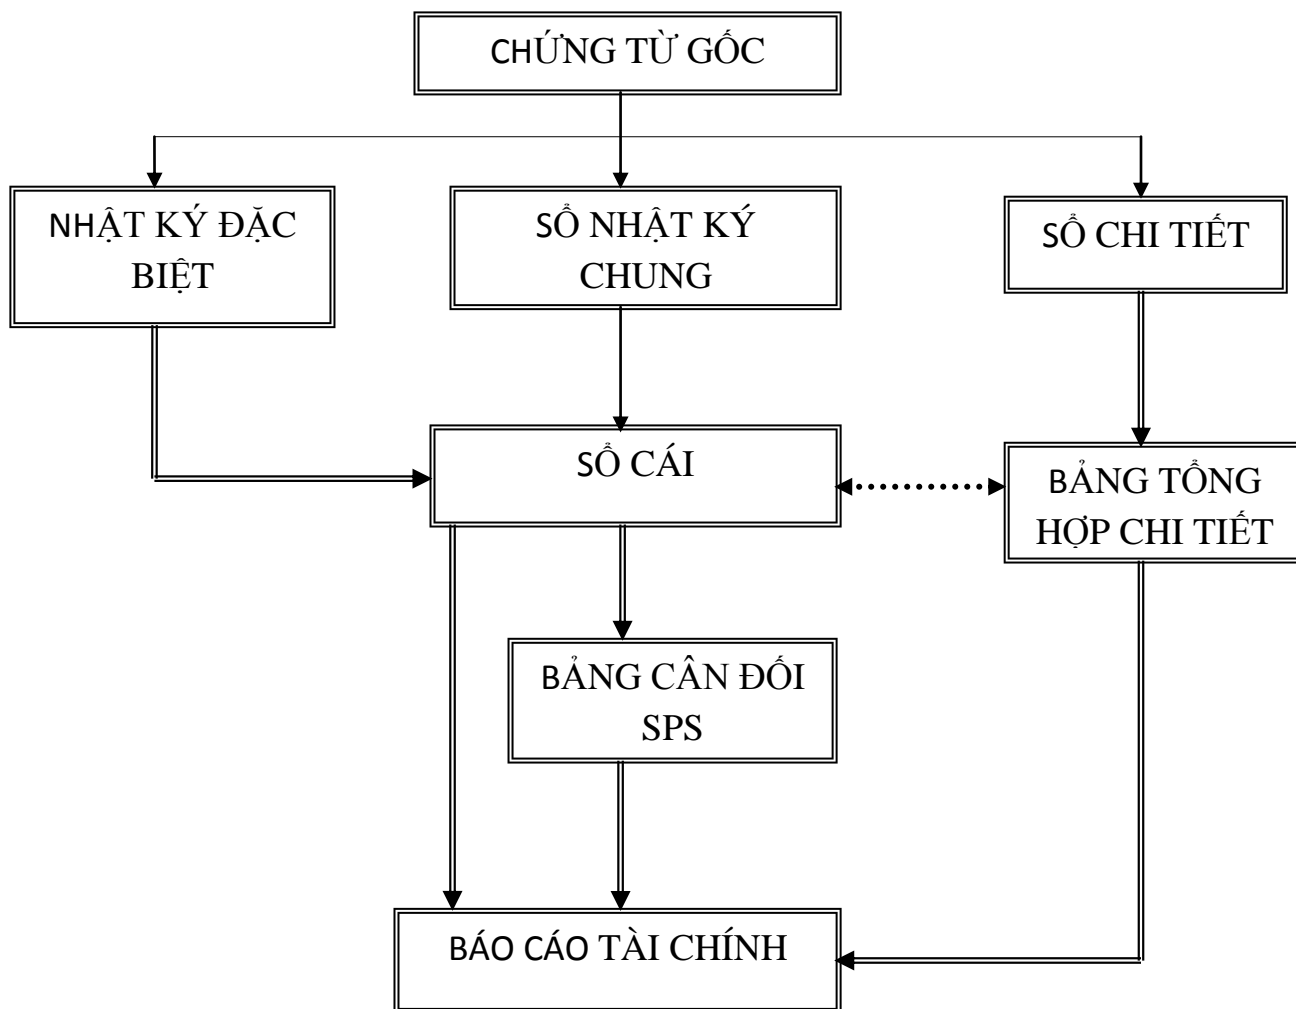 CHỨNG TỪ GỐC
NHẬT KÝ ĐẶC
BIỆT
SỔ NHẬT KÝ
CHUNG
SỔ CHI TIẾT
SỔ CÁI
BẢNG TỔNG
HỢP CHI TIẾT
BẢNG CÂN ĐỐI
SPS
BÁO CÁO TÀI CHÍNH